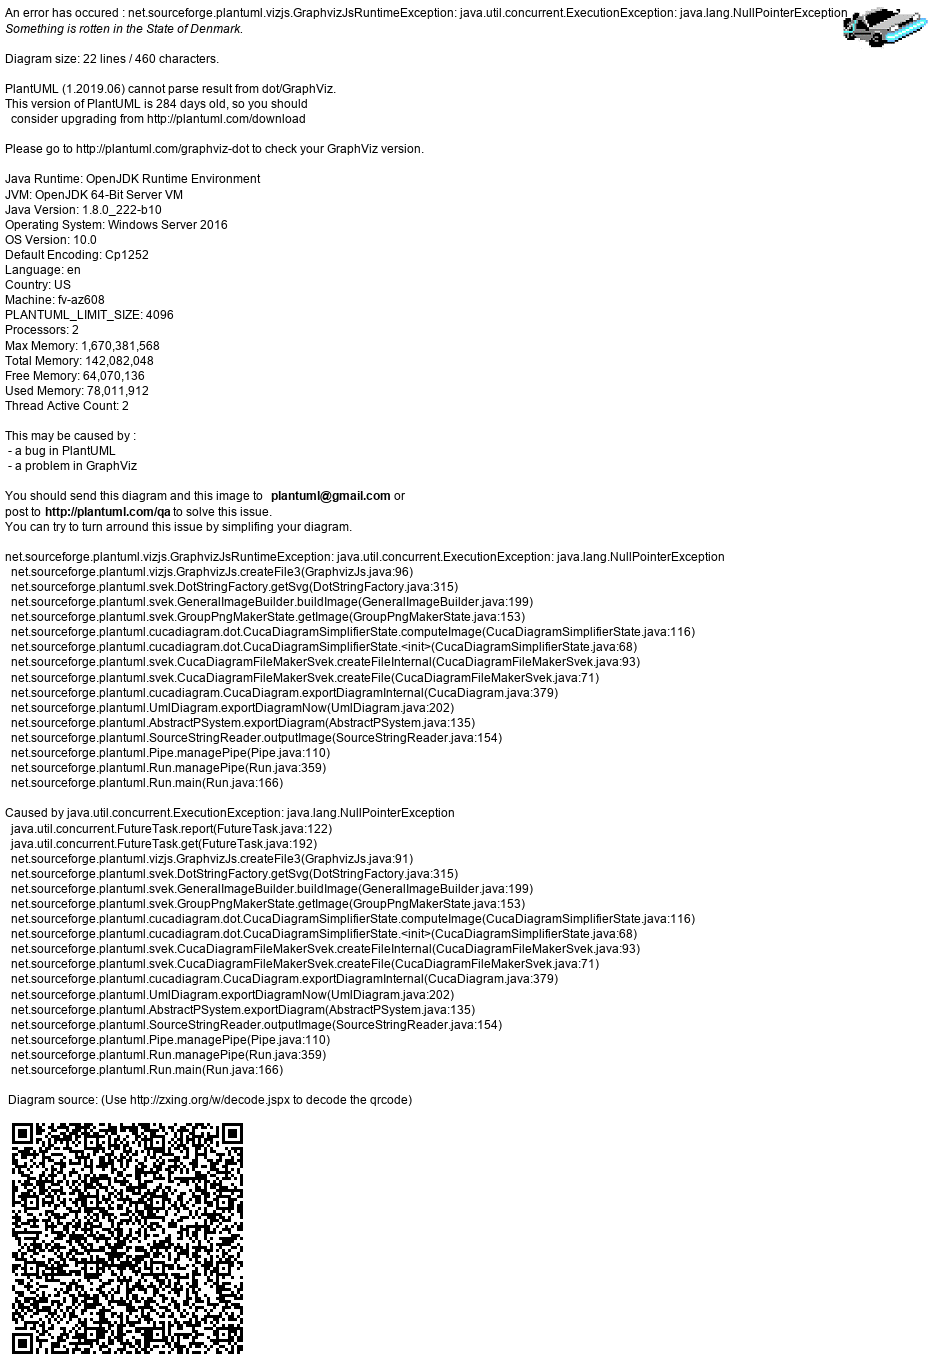 An error has occured : net.sourceforge.plantuml.vizjs.GraphvizJsRuntimeException: java.util.concurrent.ExecutionException: java.lang.NullPointerException
Something is rotten in the State of Denmark.
Diagram size: 22 lines / 460 characters.
PlantUML (1.2019.06) cannot parse result from dot/GraphViz.
This version of PlantUML is 284 days old, so you should
consider upgrading from http://plantuml.com/download
Please go to http://plantuml.com/graphviz-dot to check your GraphViz version.
Java Runtime: OpenJDK Runtime Environment
JVM: OpenJDK 64-Bit Server VM
Java Version: 1.8.0_222-b10
Operating System: Windows Server 2016
OS Version: 10.0
Default Encoding: Cp1252
Language: en
Country: US
Machine: fv-az608
PLANTUML_LIMIT_SIZE: 4096
Processors: 2
Max Memory: 1,670,381,568
Total Memory: 142,082,048
Free Memory: 64,070,136
Used Memory: 78,011,912
Thread Active Count: 2
This may be caused by :
- a bug in PlantUML
- a problem in GraphViz
You should send this diagram and this image to plantuml@gmail.com or
post to http://plantuml.com/qa to solve this issue.
You can try to turn arround this issue by simplifing your diagram.
net.sourceforge.plantuml.vizjs.GraphvizJsRuntimeException: java.util.concurrent.ExecutionException: java.lang.NullPointerException
net.sourceforge.plantuml.vizjs.GraphvizJs.createFile3(GraphvizJs.java:96)
net.sourceforge.plantuml.svek.DotStringFactory.getSvg(DotStringFactory.java:315)
net.sourceforge.plantuml.svek.GeneralImageBuilder.buildImage(GeneralImageBuilder.java:199)
net.sourceforge.plantuml.svek.GroupPngMakerState.getImage(GroupPngMakerState.java:153)
net.sourceforge.plantuml.cucadiagram.dot.CucaDiagramSimplifierState.computeImage(CucaDiagramSimplifierState.java:116)
net.sourceforge.plantuml.cucadiagram.dot.CucaDiagramSimplifierState.<init>(CucaDiagramSimplifierState.java:68)
net.sourceforge.plantuml.svek.CucaDiagramFileMakerSvek.createFileInternal(CucaDiagramFileMakerSvek.java:93)
net.sourceforge.plantuml.svek.CucaDiagramFileMakerSvek.createFile(CucaDiagramFileMakerSvek.java:71)
net.sourceforge.plantuml.cucadiagram.CucaDiagram.exportDiagramInternal(CucaDiagram.java:379)
net.sourceforge.plantuml.UmlDiagram.exportDiagramNow(UmlDiagram.java:202)
net.sourceforge.plantuml.AbstractPSystem.exportDiagram(AbstractPSystem.java:135)
net.sourceforge.plantuml.SourceStringReader.outputImage(SourceStringReader.java:154)
net.sourceforge.plantuml.Pipe.managePipe(Pipe.java:110)
net.sourceforge.plantuml.Run.managePipe(Run.java:359)
net.sourceforge.plantuml.Run.main(Run.java:166)
Caused by java.util.concurrent.ExecutionException: java.lang.NullPointerException
java.util.concurrent.FutureTask.report(FutureTask.java:122)
java.util.concurrent.FutureTask.get(FutureTask.java:192)
net.sourceforge.plantuml.vizjs.GraphvizJs.createFile3(GraphvizJs.java:91)
net.sourceforge.plantuml.svek.DotStringFactory.getSvg(DotStringFactory.java:315)
net.sourceforge.plantuml.svek.GeneralImageBuilder.buildImage(GeneralImageBuilder.java:199)
net.sourceforge.plantuml.svek.GroupPngMakerState.getImage(GroupPngMakerState.java:153)
net.sourceforge.plantuml.cucadiagram.dot.CucaDiagramSimplifierState.computeImage(CucaDiagramSimplifierState.java:116)
net.sourceforge.plantuml.cucadiagram.dot.CucaDiagramSimplifierState.<init>(CucaDiagramSimplifierState.java:68)
net.sourceforge.plantuml.svek.CucaDiagramFileMakerSvek.createFileInternal(CucaDiagramFileMakerSvek.java:93)
net.sourceforge.plantuml.svek.CucaDiagramFileMakerSvek.createFile(CucaDiagramFileMakerSvek.java:71)
net.sourceforge.plantuml.cucadiagram.CucaDiagram.exportDiagramInternal(CucaDiagram.java:379)
net.sourceforge.plantuml.UmlDiagram.exportDiagramNow(UmlDiagram.java:202)
net.sourceforge.plantuml.AbstractPSystem.exportDiagram(AbstractPSystem.java:135)
net.sourceforge.plantuml.SourceStringReader.outputImage(SourceStringReader.java:154)
net.sourceforge.plantuml.Pipe.managePipe(Pipe.java:110)
net.sourceforge.plantuml.Run.managePipe(Run.java:359)
net.sourceforge.plantuml.Run.main(Run.java:166)
Diagram source: (Use http://zxing.org/w/decode.jspx to decode the qrcode)